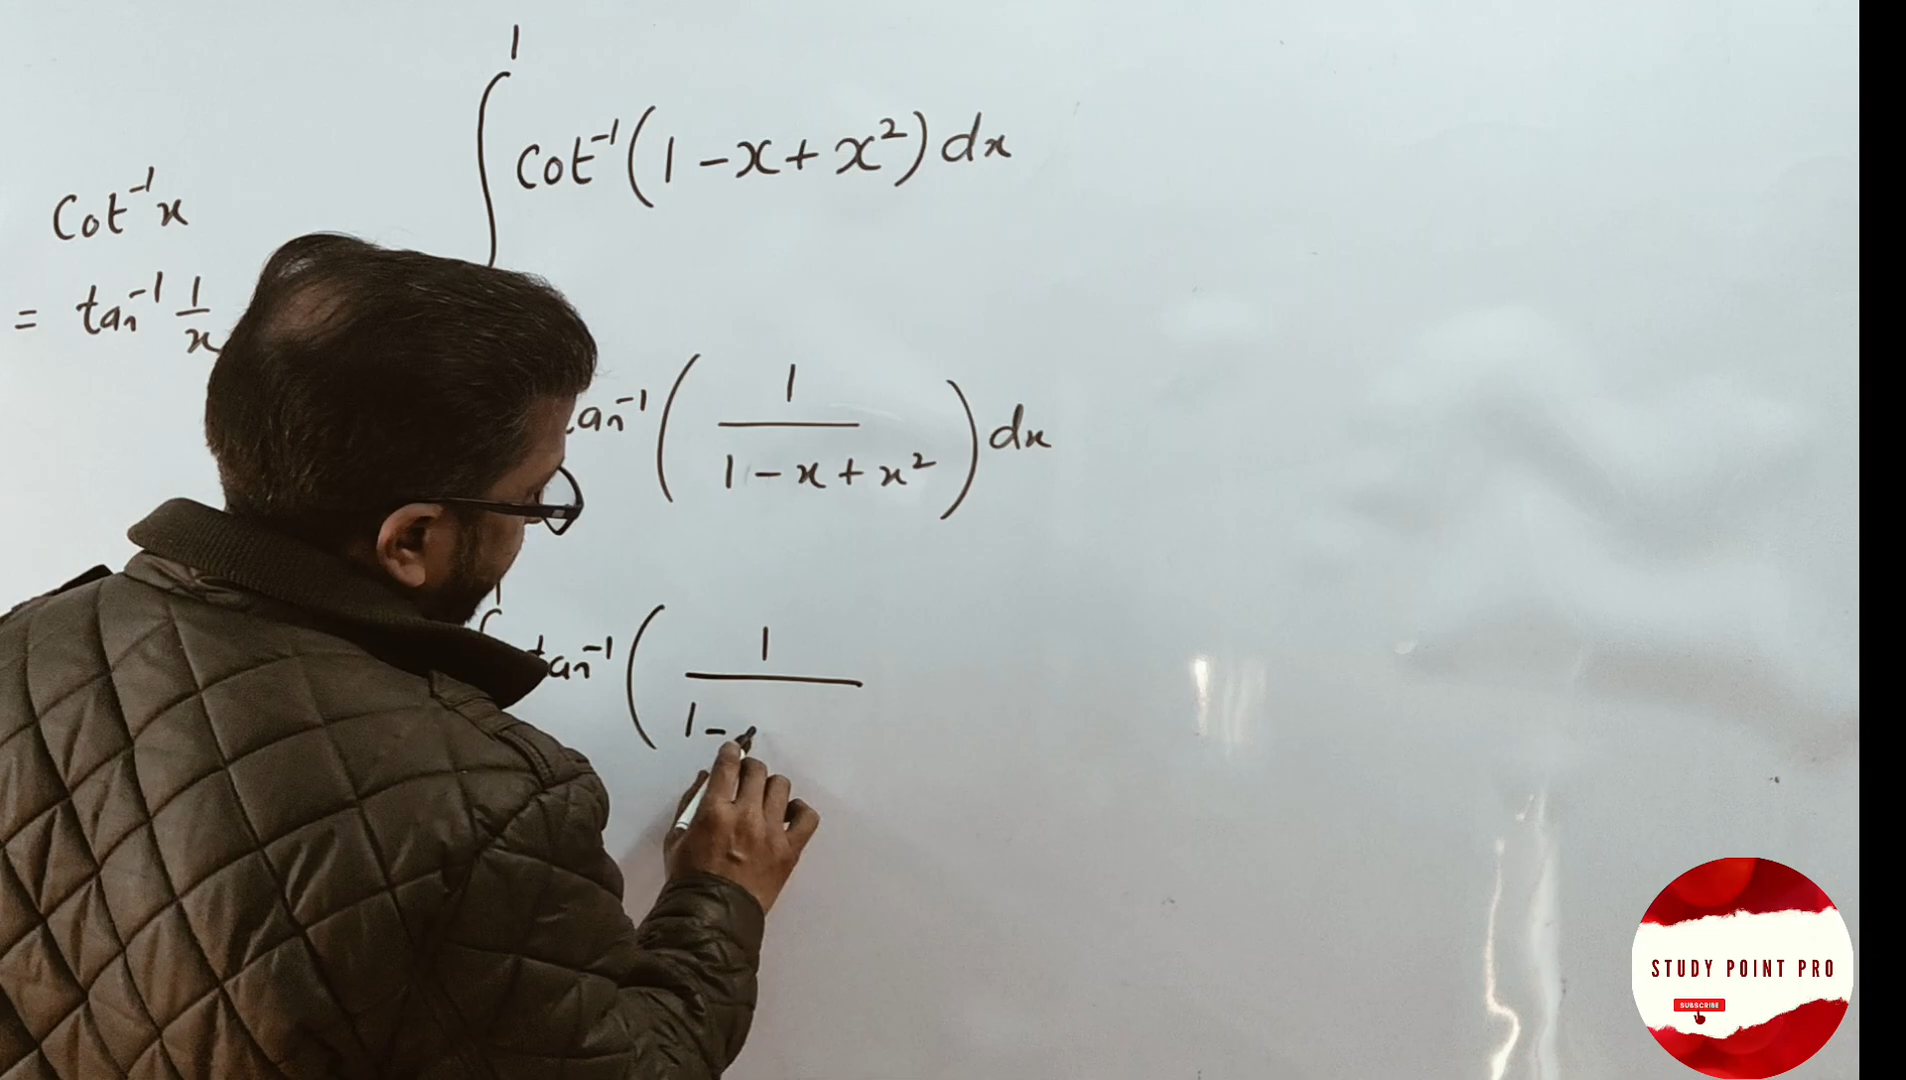 1
∫ Cot⁻¹(1-x+x²)dx
Cot⁻¹x
= tan⁻¹ 1/x
tan⁻¹(1/(1-x+x²))dx
1
∫ tan⁻¹(1/(1-
STUDY POINT PRO
SUBSCRIBE